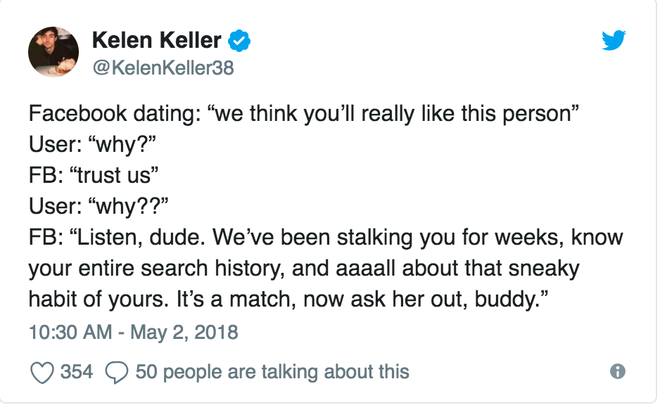 Kelen Keller
@KelenKeller38
Facebook dating: “we think you’ll really like this person”
User: “why?”
FB: “trust us”
User: “why??”
FB: “Listen, dude. We’ve been stalking you for weeks, know
your entire search history, and aaaall about that sneaky
habit of yours. It’s a match, now ask her out, buddy.”
10:30 AM - May 2, 2018
354 50 people are talking about this